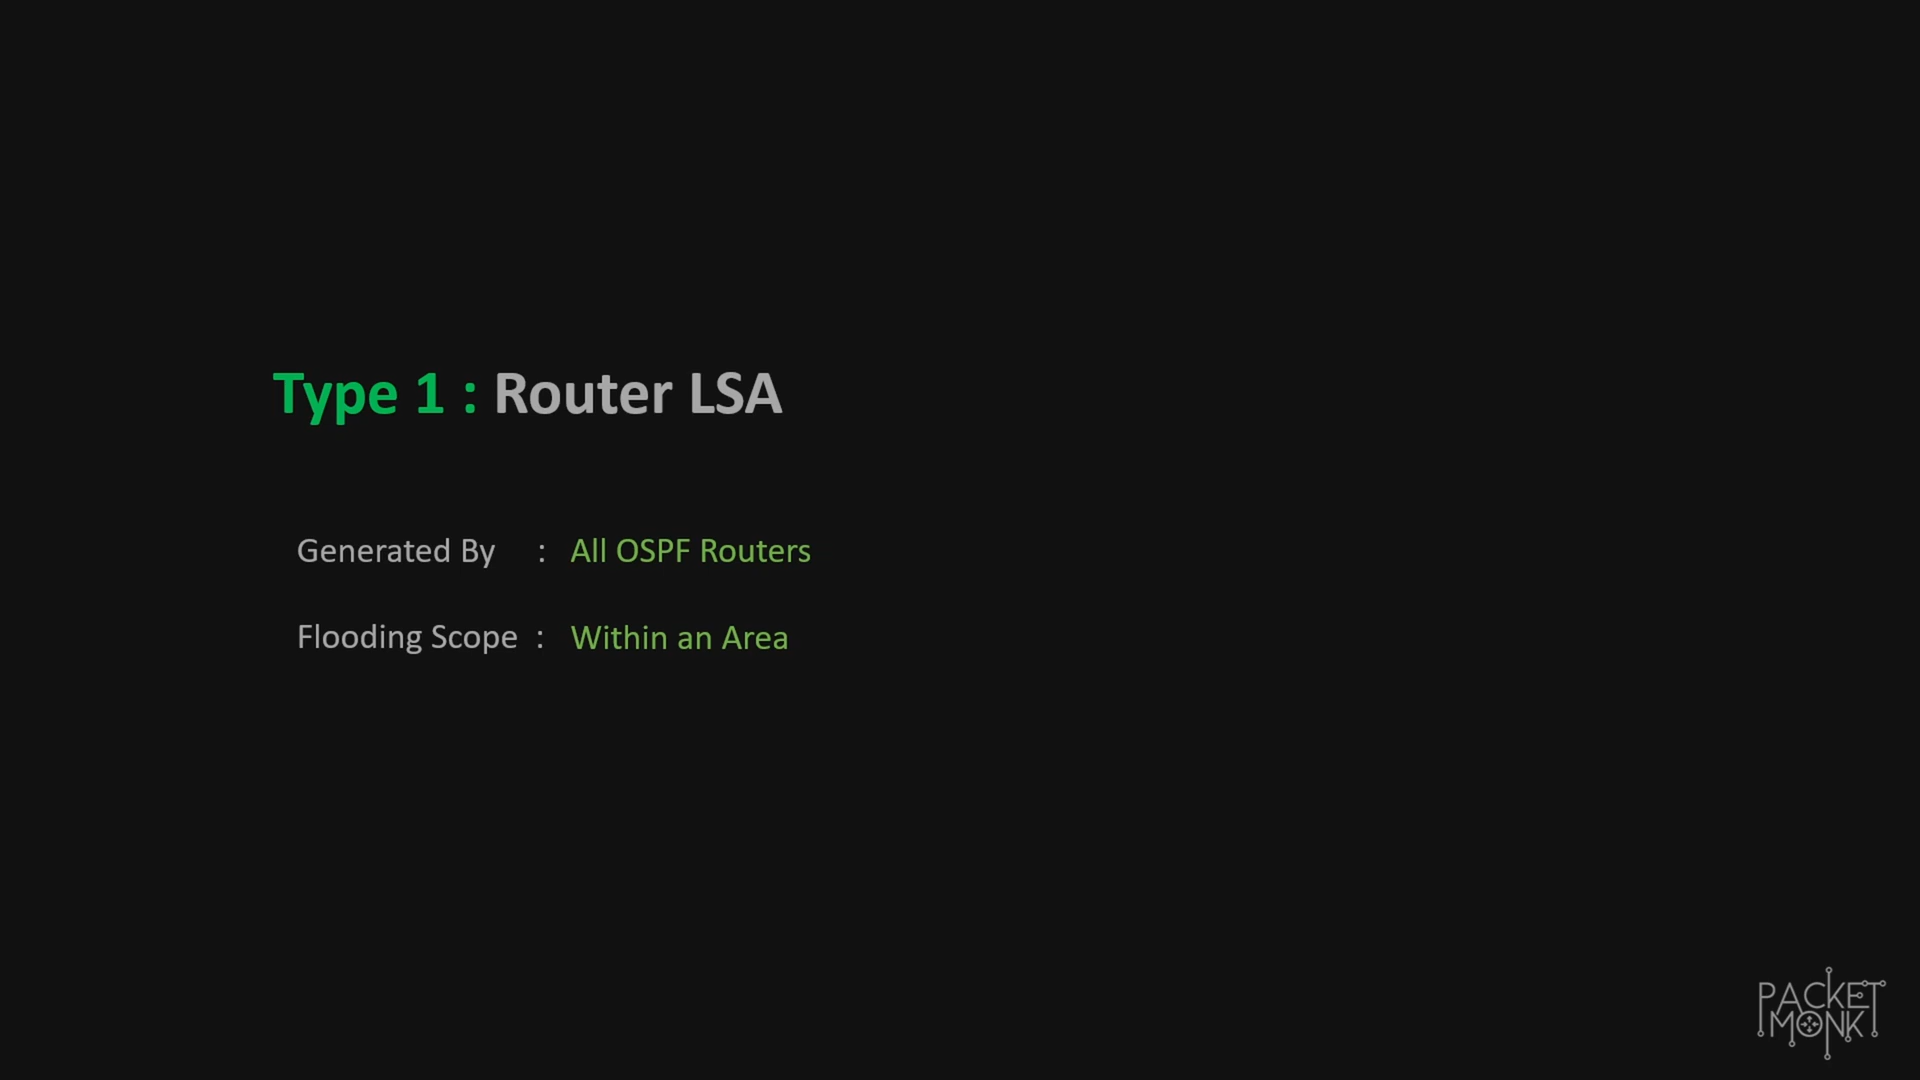 Type 1 : Router LSA
Generated By : All OSPF Routers
Flooding Scope : Within an Area
PACKET
MONK